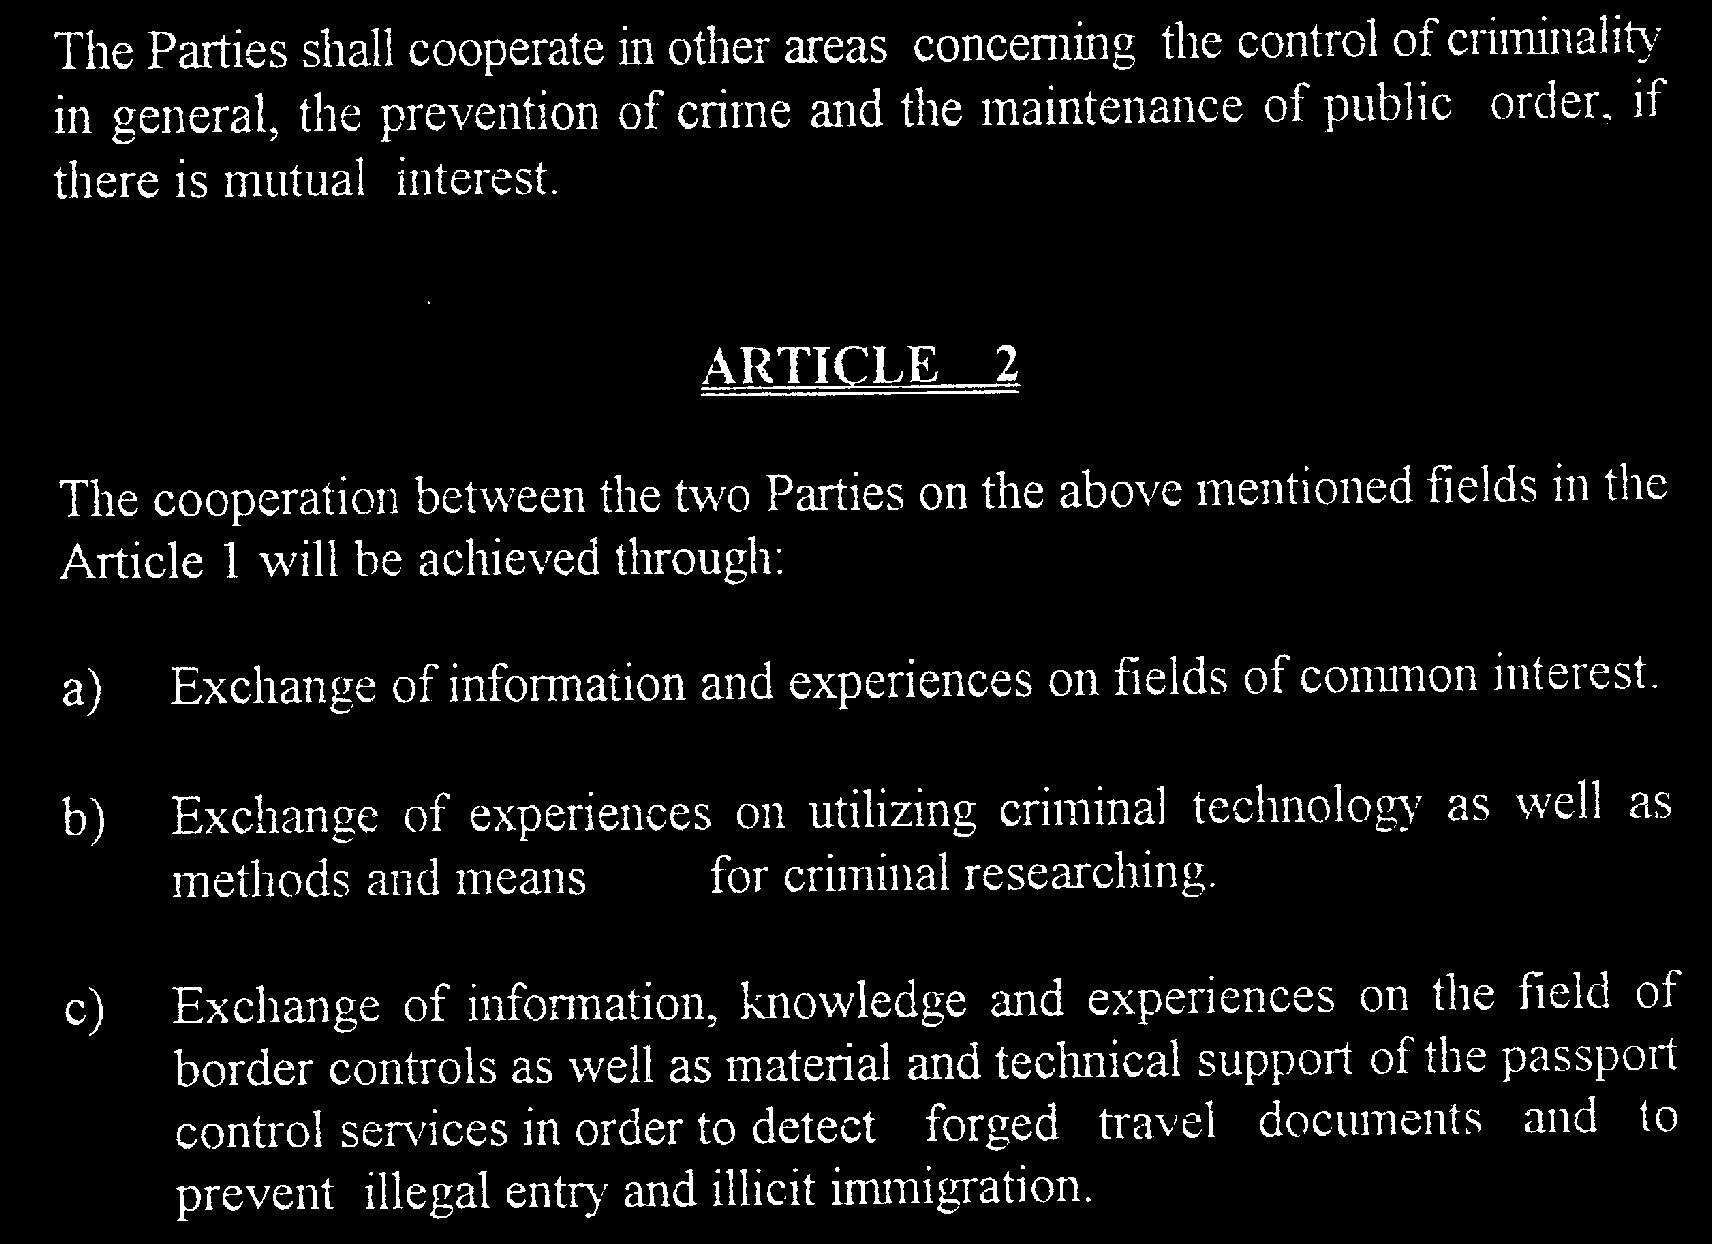 The Parties shall cooperate in other areas concerning the control of criminality
in general, the prevention of crime and the maintenance of public order, if
there is mutual interest.
ARTICLE 2
The cooperation between the two Parties on the above mentioned fields in the
Article 1 will be achieved through:
a) Exchange of information and experiences on fields of common interest.
b) Exchange of experiences on utilizing criminal technology as well as
methods and means for criminal researching.
c) Exchange of information, knowledge and experiences on the field of
border controls as well as material and technical support of the passport
control services in order to detect forged travel documents and to
prevent illegal entry and illicit immigration.